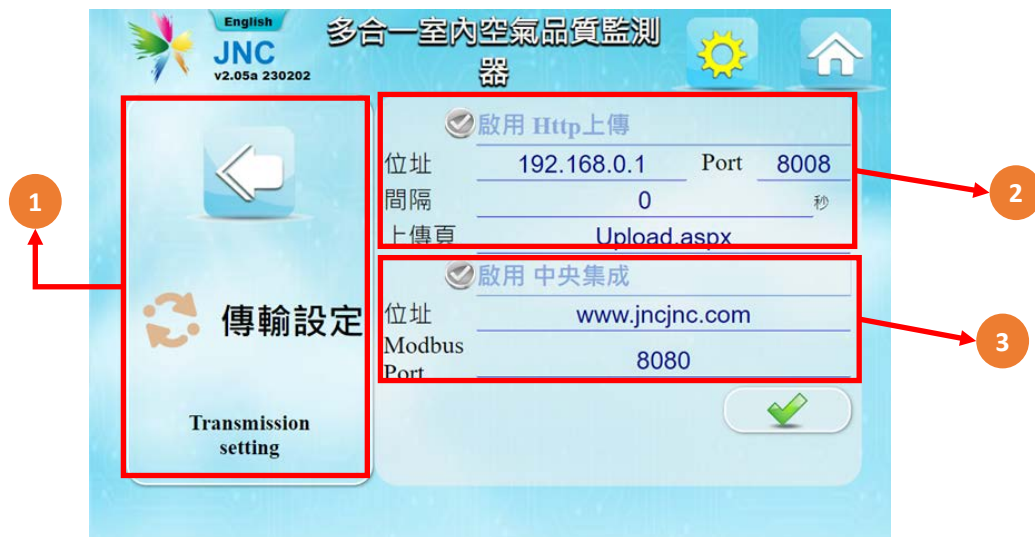 English
JNC
v2.05a 230202
多合一室內空氣品質監測
器
1
傳輸設定
Transmission
setting
啟用 Http上傳
位址 192.168.0.1 Port 8008
間隔 0 秒
上傳頁 Upload.aspx
2
啟用 中央集成
位址 www.jncjnc.com
Modbus
Port 8080
3